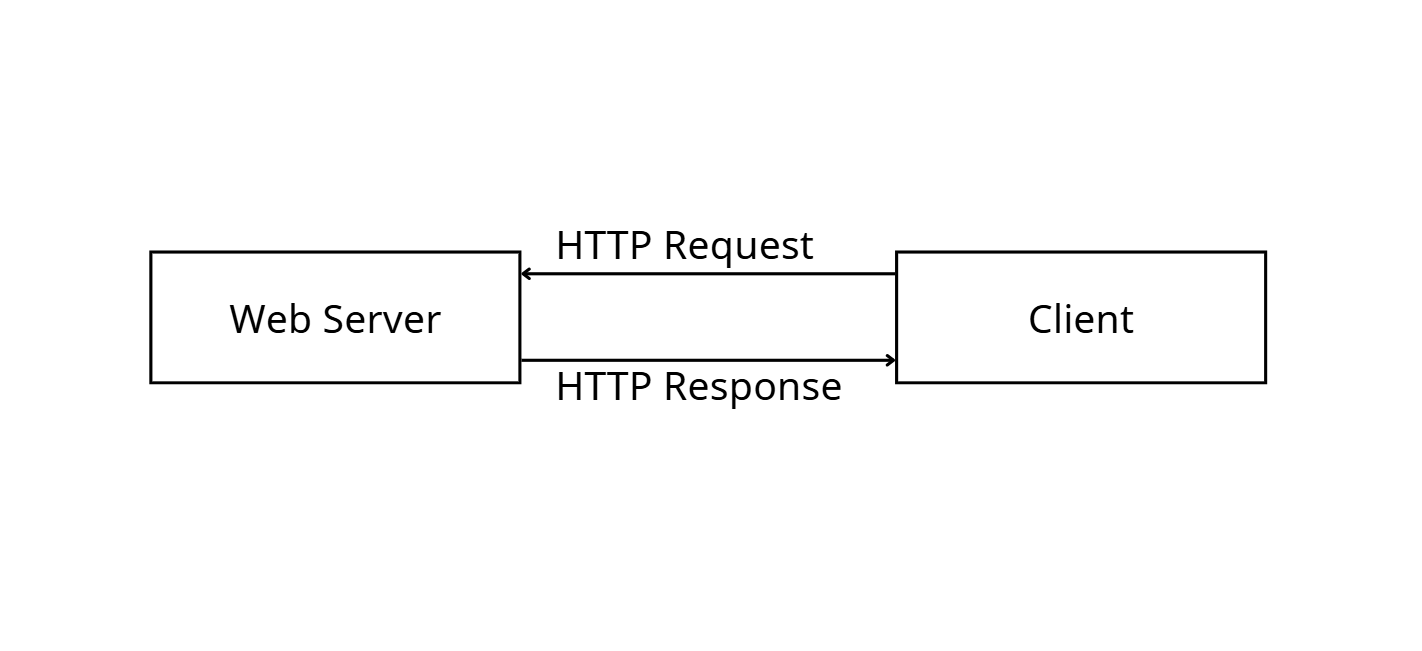 HTTP Request
Web Server
Client
HTTP Response